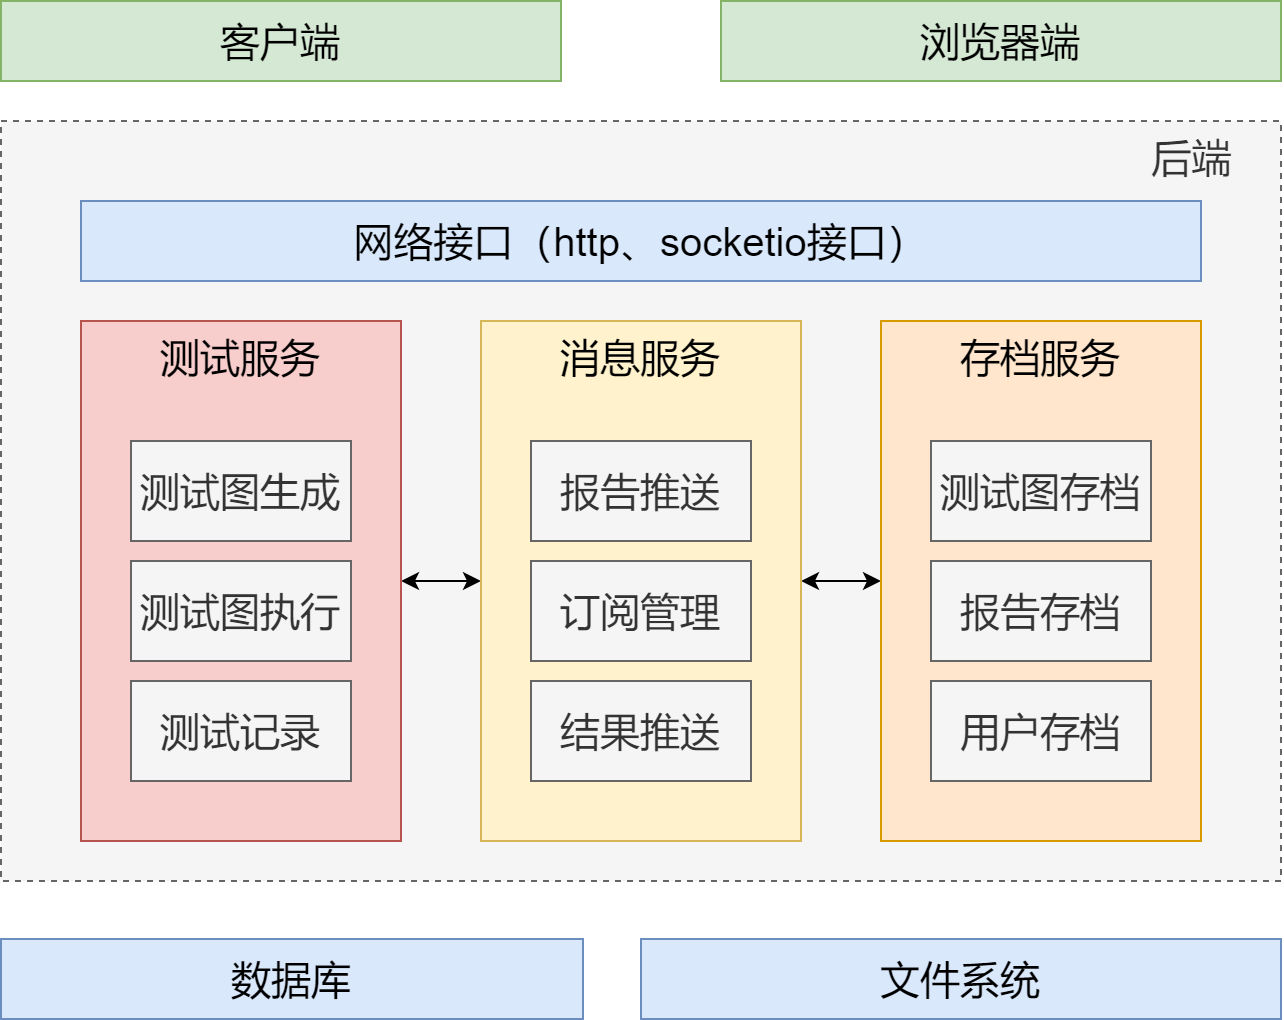 客户端
浏览器端
后端
网络接口（http、socketio接口）
测试服务
测试图生成
测试图执行
测试记录
消息服务
报告推送
订阅管理
结果推送
存档服务
测试图存档
报告存档
用户存档
数据库
文件系统